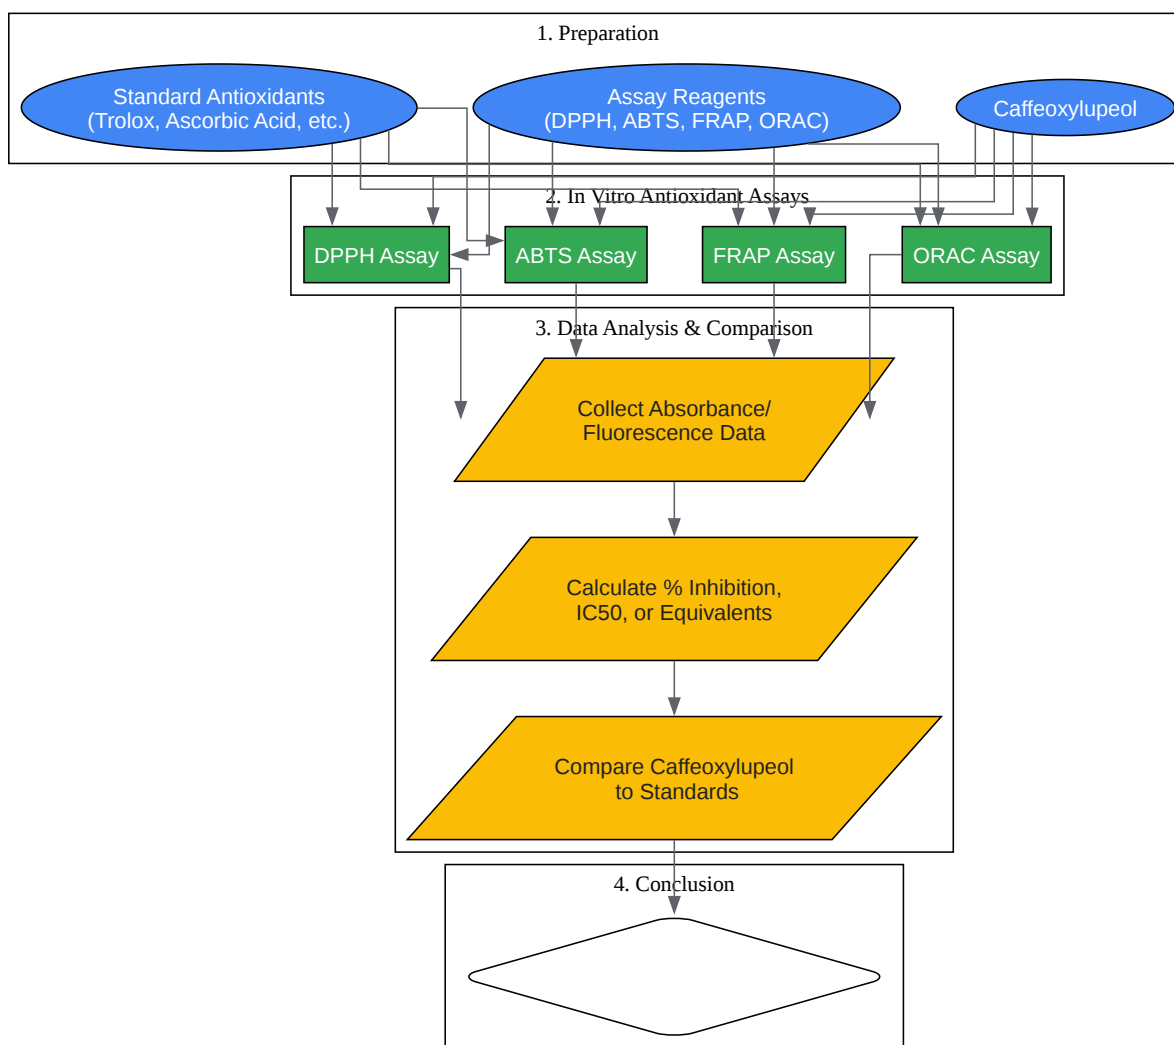 1. Preparation
Standard Antioxidants
(Trolox, Ascorbic Acid, etc.)
Assay Reagents
(DPPH, ABTS, FRAP, ORAC)
Caffeoxylupeol
2. In Vitro Antioxidant Assays
DPPH Assay
ABTS Assay
FRAP Assay
ORAC Assay
3. Data Analysis & Comparison
Collect Absorbance/
Fluorescence Data
Calculate % Inhibition,
IC50, or Equivalents
Compare Caffeoxylupeol
to Standards
4. Conclusion